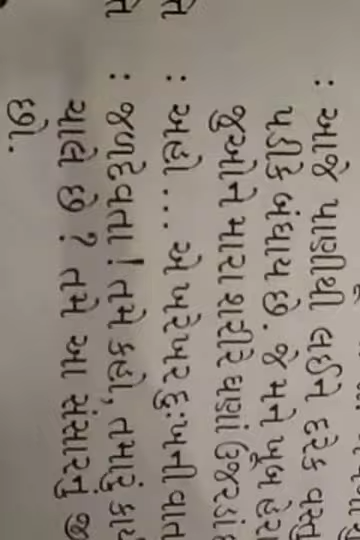 : આજે પાણીથી લઈને દરેક વસ્તુ
પડીકે બંધાય છે. જે મને ખૂબ
જુઓને મારા શરીરે ઘણાં ઉઝરડાં
: અહો... એ ખરેખર દુઃખની વાત
: જળદેવતા! તમે કહો, તમારું
ચાલે છે? તમે આ સંસારનું જ
છો.